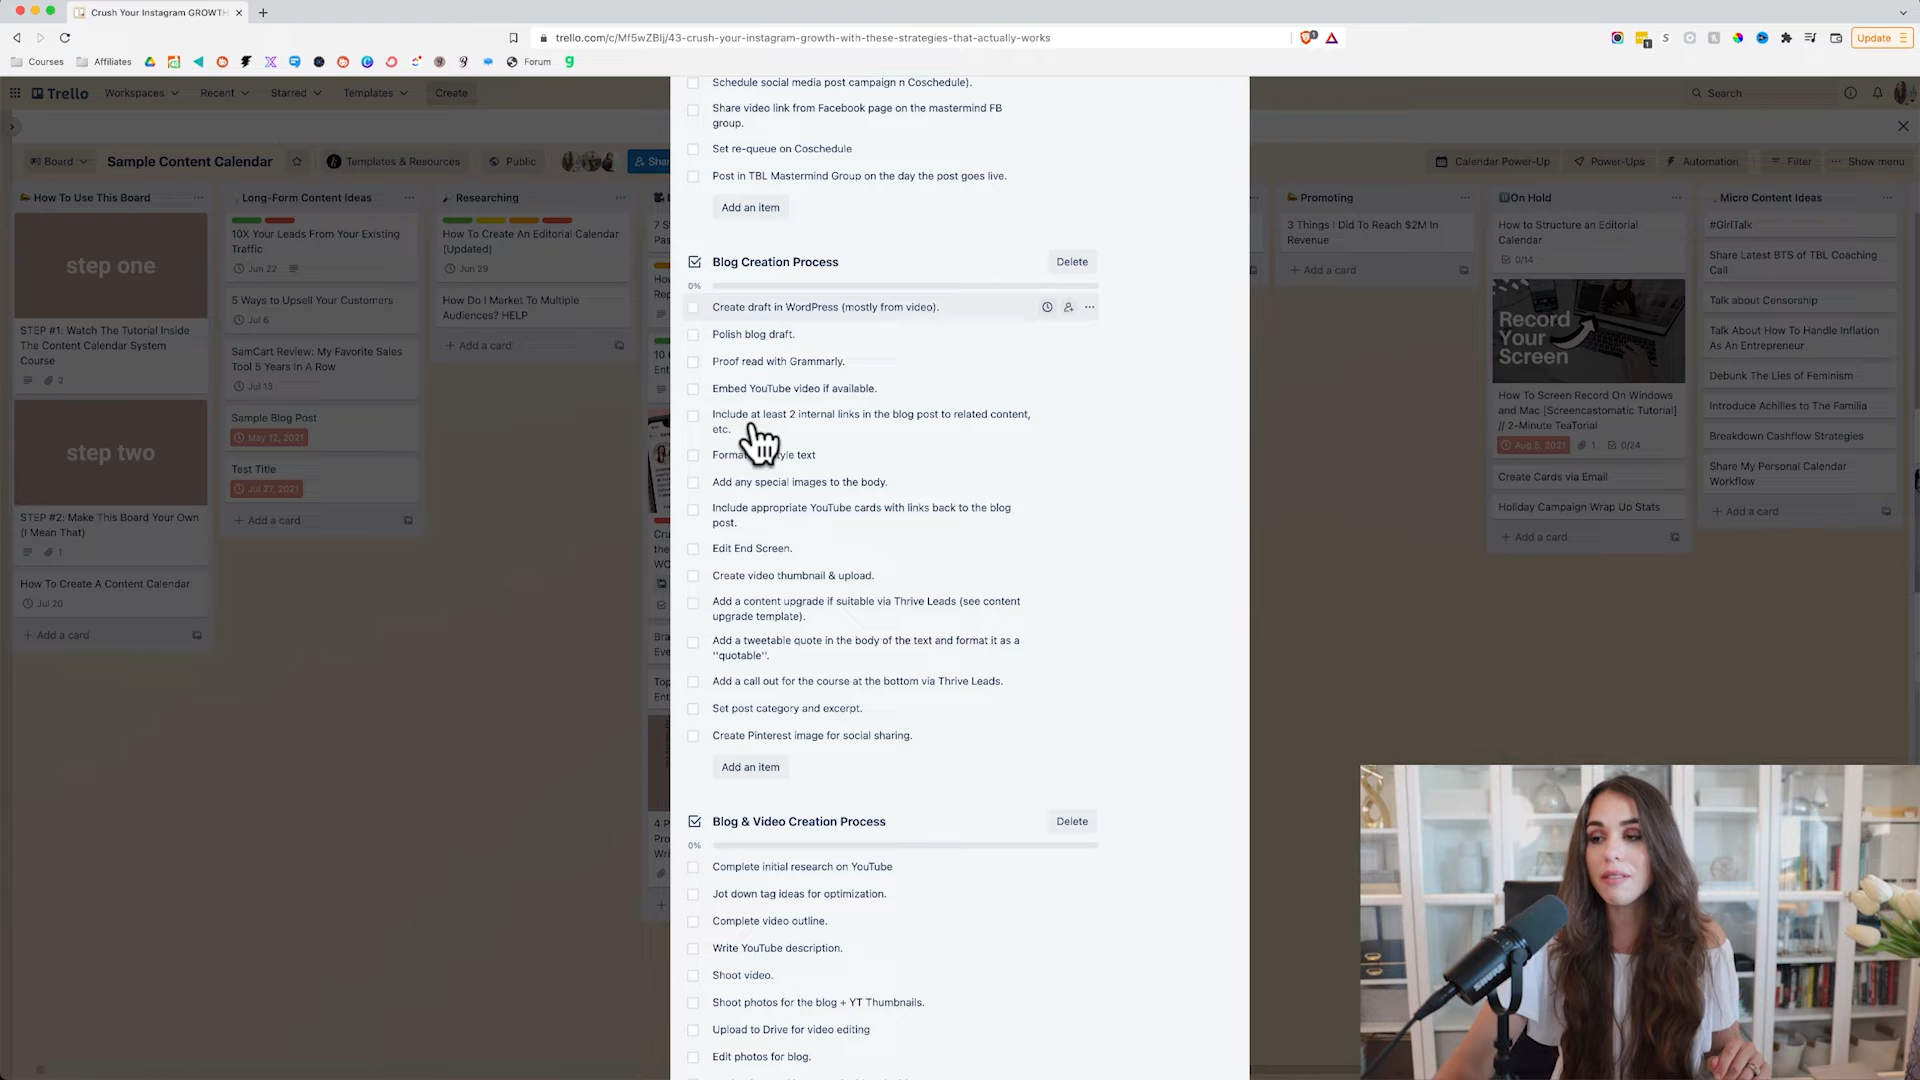 Crush Your Instagram GROWTH
trello.com/c/Mf5wZBIj/43-crush-your-instagram-growth-with-these-strategies-that-actually-works
Update
Courses
Affiliates
Forum
Trello
Workspaces
Recent
Starred
Templates
Create
Search
Board
Sample Content Calendar
Templates & Resources
Public
Shar
Calendar Power-Up
Power-Ups
Automation
Filter
Show menu
How To Use This Board
step one
STEP #1: Watch The Tutorial Inside
The Content Calendar System
Course
2
step two
STEP #2: Make This Board Your Own
(I Mean That)
1
How To Create A Content Calendar
Jul 20
+ Add a card
Long-Form Content Ideas
10X Your Leads From Your Existing
Traffic
Jun 22
5 Ways to Upsell Your Customers
Jul 6
SamCart Review: My Favorite Sales
Tool 5 Years In A Row
Jul 13
Sample Blog Post
May 12, 2021
Test Title
Jul 27, 2021
+ Add a card
Researching
How To Create An Editorial Calendar
(Updated)
Jun 29
How Do I Market To Multiple
Audiences? HELP
+ Add a card
Schedule social media post campaign n Coschedule).
Share video link from Facebook page on the mastermind FB
group.
Set re-queue on Coschedule
Post in TBL Mastermind Group on the day the post goes live.
Add an item
Blog Creation Process
Delete
0%
Create draft in WordPress (mostly from video).
Polish blog draft.
Proof read with Grammarly.
Embed YouTube video if available.
Include at least 2 internal links in the blog post to related content,
etc.
Format
yle text
Add any special images to the body.
Include appropriate YouTube cards with links back to the blog
post.
Edit End Screen.
Create video thumbnail & upload.
Add a content upgrade if suitable via Thrive Leads (see content
upgrade template).
Add a tweetable quote in the body of the text and format it as a
"quotable".
Add a call out for the course at the bottom via Thrive Leads.
Set post category and excerpt.
Create Pinterest image for social sharing.
Add an item
Blog & Video Creation Process
Delete
0%
Complete initial research on YouTube
Jot down tag ideas for optimization.
Complete video outline.
Write YouTube description.
Shoot video.
Shoot photos for the blog + YT Thumbnails.
Upload to Drive for video editing
Edit photos for blog.
Promoting
3 Things I Did To Reach $2M In
Revenue
+ Add a card
On Hold
How to Structure an Editorial
Calendar
0/14
Record
Your
Screen
How To Screen Record On Windows
and Mac [Screencastomatic Tutorial]
// 2-Minute TeaTorial
Aug 5, 2021
1
0/24
Create Cards via Email
Holiday Campaign Wrap Up Stats
+ Add a card
Micro Content Ideas
#GirlTalk
Share Latest BTS of TBL Coaching
Call
Talk about Censorship
Talk About How To Handle Inflation
As An Entrepreneur
Debunk The Lies of Feminism
Introduce Achilles to The Familia
Breakdown Cashflow Strategies
Share My Personal Calendar
Workflow
+ Add a card
SHURE